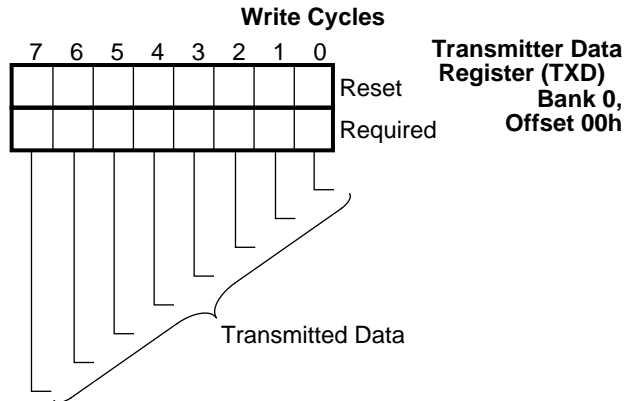 Write Cycles
7 6 5 4 3 2 1 0
Transmitter Data
Register (TXD)
Bank 0,
Offset 00h
Reset
Required
Transmitted Data